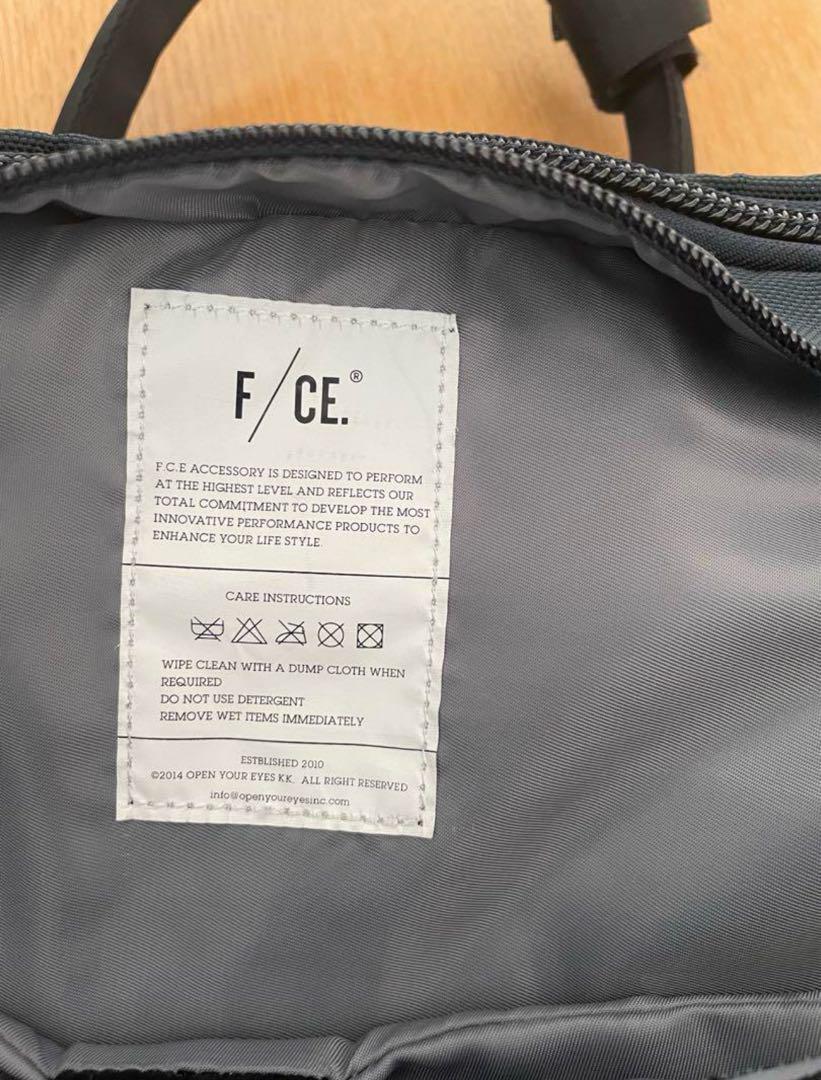 F/CE.®
F.C.E ACCESSORY IS DESIGNED TO PERFORM
AT THE HIGHEST LEVEL AND REFLECTS OUR
TOTAL COMMITMENT TO DEVELOP THE MOST
INNOVATIVE PERFORMANCE PRODUCTS TO
ENHANCE YOUR LIFE STYLE.
CARE INSTRUCTIONS
WIPE CLEAN WITH A DUMP CLOTH WHEN
REQUIRED
DO NOT USE DETERGENT
REMOVE WET ITEMS IMMEDIATELY
ESTBLISHED 2010
©2014 OPEN YOUR EYES KK. ALL RIGHT RESERVED
info@openyoureyesinc.com